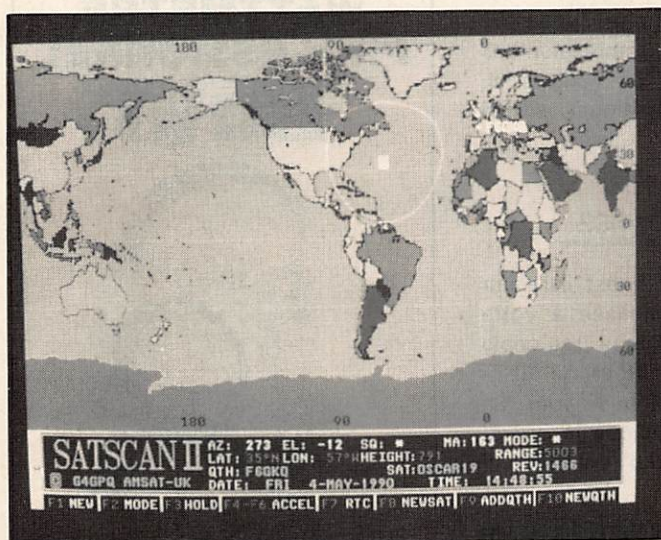 180 90 0
60
30
0
30
60
180 90 0
SATSCAN II
© G4GPQ AMSAT-UK
AZ: 273 EL: -12 SQ: * MA: 163 MODE: *
LAT: 35°N LON: 57°W HEIGHT: 791 RANGE: 5003
QTH: F6QKQ SAT: OSCAR19 REV: 1466
DATE: FRI 4-MAY-1990 TIME: 14:48:55
F1 NEW F2 MODE F3 HOLD F4-F6 ACCEL F7 RTC F8 NEWSAT F9 ADDQTH F10 NEWQTH